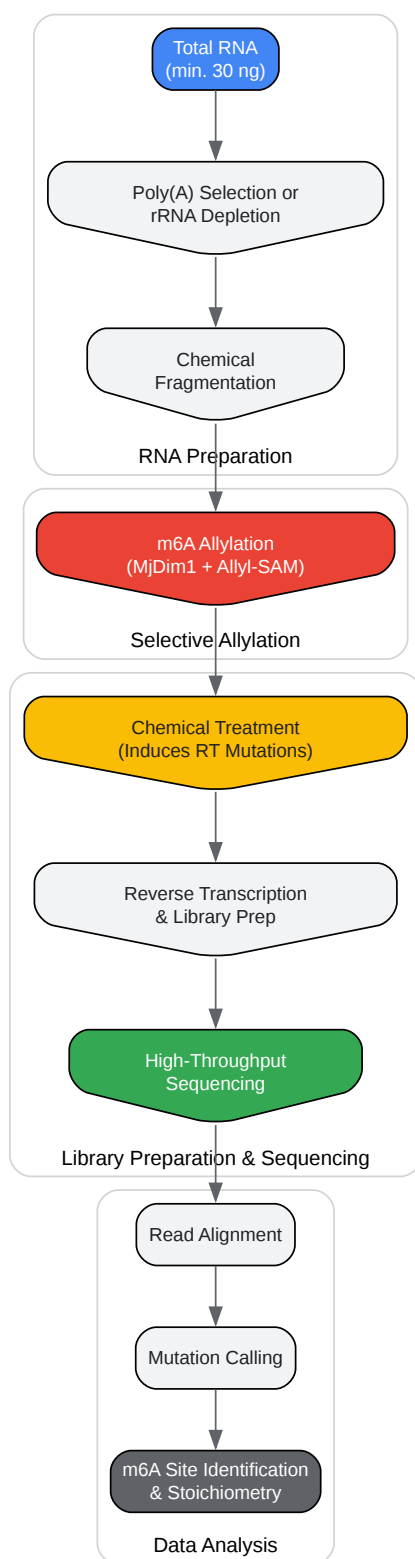 Total RNA
(min. 30 ng)
Poly(A) Selection or
rRNA Depletion
Chemical
Fragmentation
RNA Preparation
m6A Allylation
(MjDim1 + Allyl-SAM)
Selective Allylation
Chemical Treatment
(Induces RT Mutations)
Reverse Transcription
& Library Prep
High-Throughput
Sequencing
Library Preparation & Sequencing
Read Alignment
Mutation Calling
m6A Site Identification
& Stoichiometry
Data Analysis